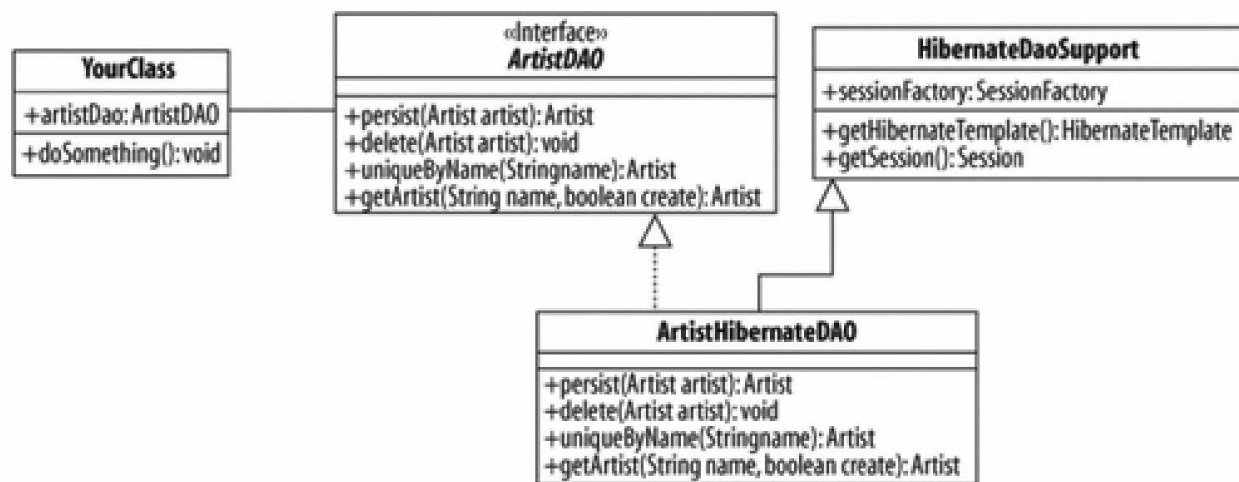 YourClass
+artistDao: ArtistDAO
+doSomething(): void
«Interface»
ArtistDAO
+persist(Artist artist): Artist
+delete(Artist artist): void
+uniqueByName(Stringname): Artist
+getArtist(String name, boolean create): Artist
HibernateDaoSupport
+sessionFactory: SessionFactory
+getHibernateTemplate(): HibernateTemplate
+getSession(): Session
ArtistHibernateDAO
+persist(Artist artist): Artist
+delete(Artist artist): void
+uniqueByName(Stringname): Artist
+getArtist(String name, boolean create): Artist